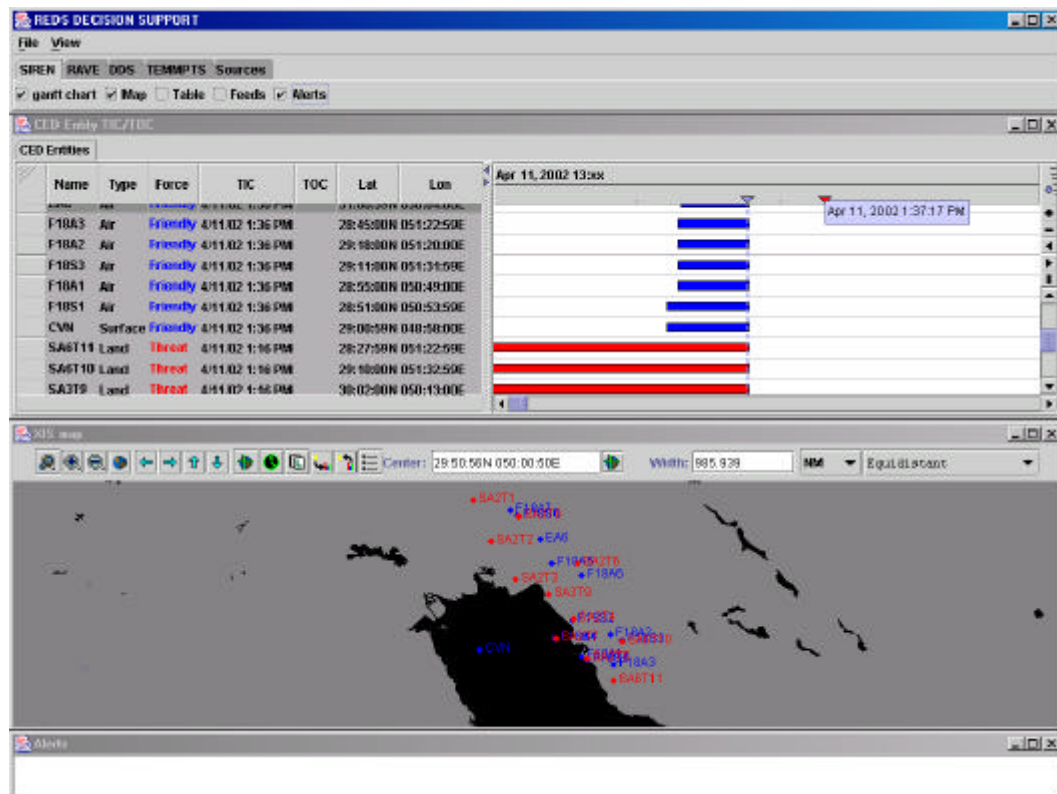 REDS DECISION SUPPORT
File View
SIREN RAVE DDS TEMMPTS Sources
gantt chart Map Table Feeds Alerts
CED Entity TIC/TOC
CED Entities
Name Type Force TIC TOC Lat Lon
Apr 11, 2002 13:xx
Apr 11, 2002 1:37:17 PM
F18A3 Air Friendly 4/11/02 1:36 PM 28:45:00N 051:22:59E
F18A2 Air Friendly 4/11/02 1:36 PM 29:18:00N 051:20:00E
F18S3 Air Friendly 4/11/02 1:36 PM 29:11:00N 051:31:59E
F18A1 Air Friendly 4/11/02 1:36 PM 28:55:00N 050:49:00E
F18S1 Air Friendly 4/11/02 1:36 PM 28:51:00N 050:53:59E
CVN Surface Friendly 4/11/02 1:36 PM 29:00:59N 048:58:00E
SA6T11 Land Threat 4/11/02 1:16 PM 28:27:59N 051:22:59E
SA6T10 Land Threat 4/11/02 1:16 PM 29:10:00N 051:32:59E
SA3T9 Land Threat 4/11/02 1:16 PM 30:02:00N 050:13:00E
XIS map
Center: 29:50:56N 050:00:50E Width: 985.939 NM Equidistant
SA2T1
SA2T2 EA6
SA2T6
SA2T3 F18A6
SA3T9
CVN F18A2
F18A3
SA6T11
Alerts